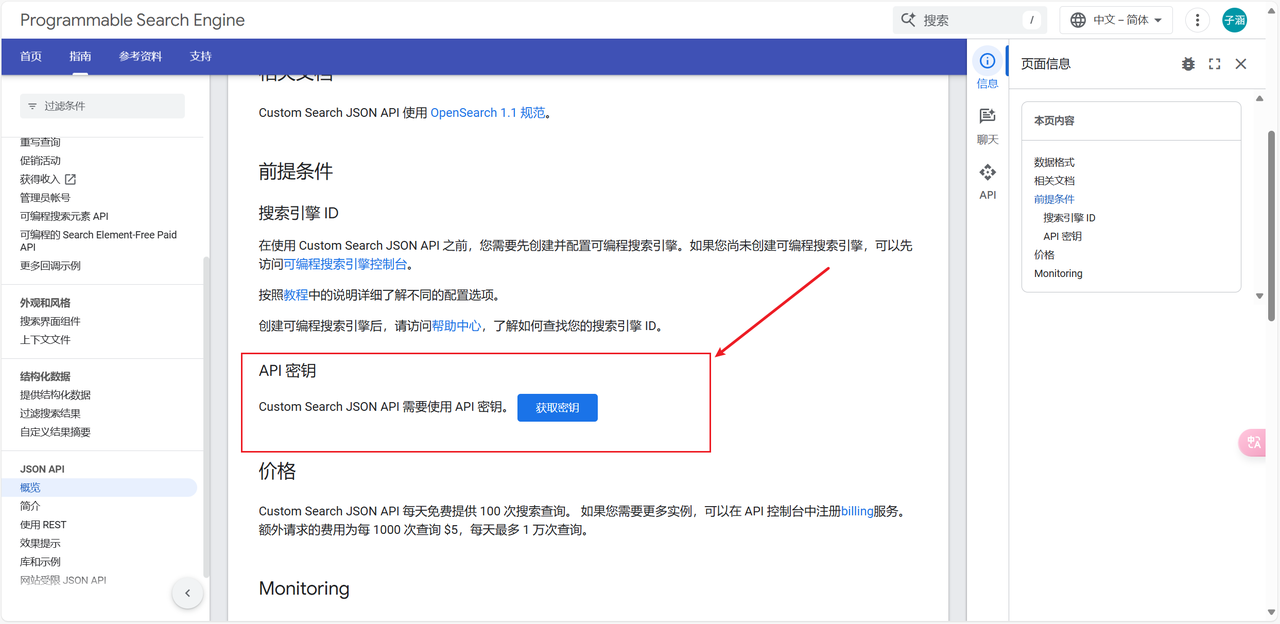 Programmable Search Engine
搜索
/
中文 – 简体
子涵
首页
指南
参考资料
支持
过滤条件
重写查询
促销活动
获得收入
管理员帐号
可编程搜索元素 API
可编程的 Search Element-Free Paid
API
更多回调示例
外观和风格
搜索界面组件
上下文文件
结构化数据
提供结构化数据
过滤搜索结果
自定义结果摘要
JSON API
概览
简介
使用 REST
效果提示
库和示例
网站受限 JSON API
相关文档
Custom Search JSON API 使用 OpenSearch 1.1 规范。
前提条件
搜索引擎 ID
在使用 Custom Search JSON API 之前，您需要先创建并配置可编程搜索引擎。如果您尚未创建可编程搜索引擎，可以先
访问可编程搜索引擎控制台。
按照教程中的说明详细了解不同的配置选项。
创建可编程搜索引擎后，请访问帮助中心，了解如何查找您的搜索引擎 ID。
API 密钥
Custom Search JSON API 需要使用 API 密钥。 获取密钥
价格
Custom Search JSON API 每天免费提供 100 次搜索查询。 如果您需要更多实例，可以在 API 控制台中注册billing服务。
额外请求的费用为每 1000 次查询 $5，每天最多 1 万次查询。
Monitoring
信息
聊天
API
页面信息
本页内容
数据格式
相关文档
前提条件
搜索引擎 ID
API 密钥
价格
Monitoring
中A